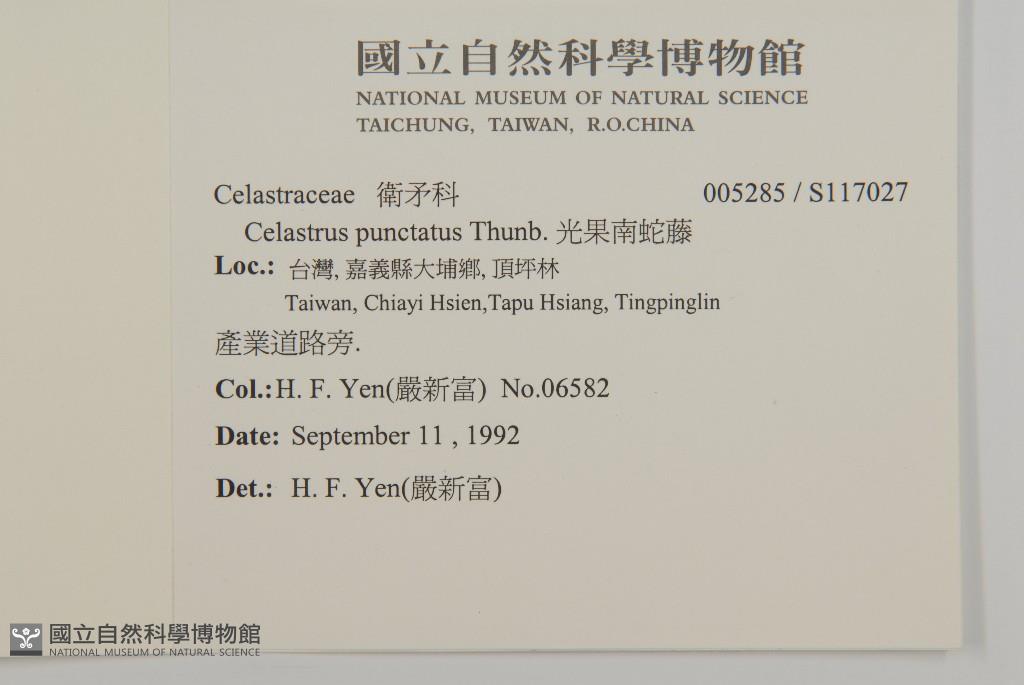 國立自然科學博物館
NATIONAL MUSEUM OF NATURAL SCIENCE
TAICHUNG, TAIWAN, R.O.CHINA
Celastraceae 衛矛科 005285 / S117027
Celastrus punctatus Thunb. 光果南蛇藤
Loc.: 台灣, 嘉義縣大埔鄉, 頂坪林
Taiwan, Chiayi Hsien,Tapu Hsiang, Tingpinglin
產業道路旁.
Col.:H. F. Yen(嚴新富) No.06582
Date: September 11 , 1992
Det.: H. F. Yen(嚴新富)
國立自然科學博物館
NATIONAL MUSEUM OF NATURAL SCIENCE